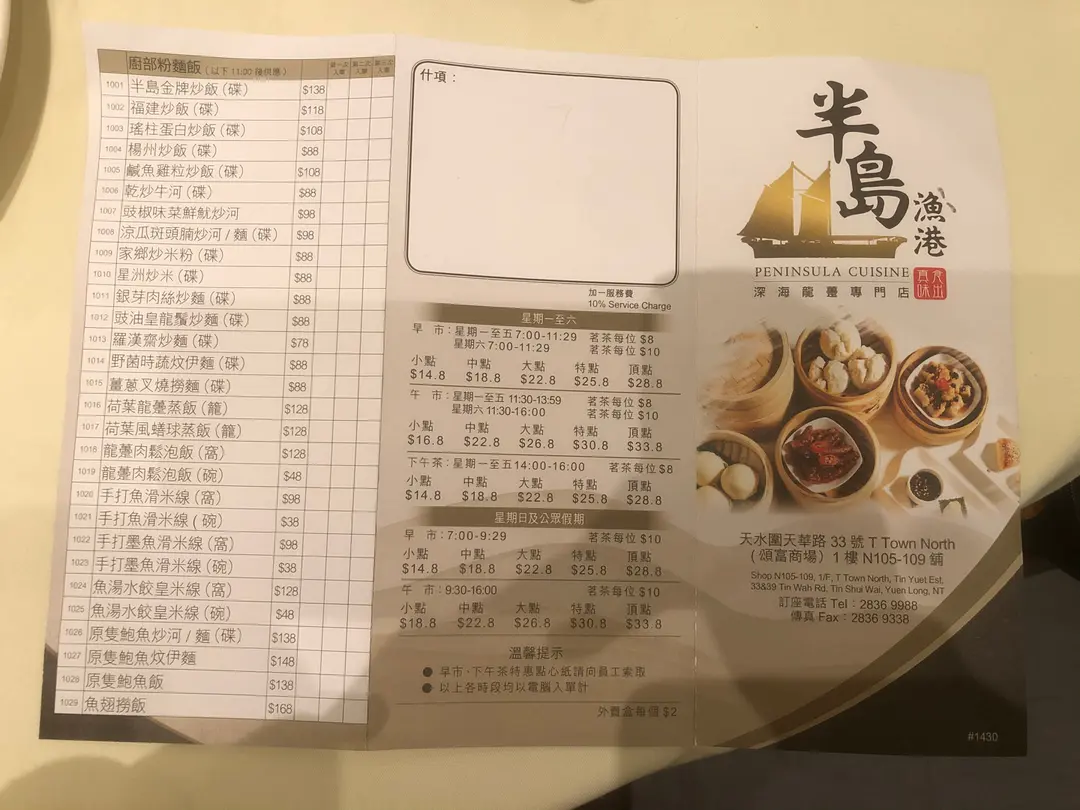 廚部粉麵飯(以下 11:00 後供應) 第一次入單 第二次入單 第三次入單
1001 半島金牌炒飯(碟) $138
1002 福建炒飯(碟) $118
1003 瑤柱蛋白炒飯(碟) $108
1004 楊州炒飯(碟) $88
1005 鹹魚雞粒炒飯(碟) $108
1006 乾炒牛河(碟) $88
1007 豉椒味菜鮮魷炒河 $98
1008 涼瓜斑頭腩炒河/麵(碟) $98
1009 家鄉炒米粉(碟) $88
1010 星洲炒米(碟) $88
1011 銀芽肉絲炒麵(碟) $88
1012 豉油皇龍鬚炒麵(碟) $88
1013 羅漢齋炒麵(碟) $78
1014 野菌時蔬炆伊麵(碟) $88
1015 薑蔥叉燒撈麵(碟) $88
1016 荷葉龍躉蒸飯(籠) $128
1017 荷葉風蟮球蒸飯(籠) $128
1018 龍躉肉鬆泡飯(窩) $128
1019 龍躉肉鬆泡飯(碗) $48
1020 手打魚滑米線(窩) $98
1021 手打魚滑米線(碗) $38
1022 手打墨魚滑米線(窩) $98
1023 手打墨魚滑米線(碗) $38
1024 魚湯水餃皇米線(窩) $128
1025 魚湯水餃皇米線(碗) $48
1026 原隻鮑魚炒河/麵(碟) $138
1027 原隻鮑魚炆伊麵 $148
1028 原隻鮑魚飯 $138
1029 魚翅撈飯 $168
什項:
加一服務費
10% Service Charge
星期一至六
早 市:星期一至五7:00-11:29 茗茶每位 $8
星期六 7:00-11:29 茗茶每位 $10
小點 中點 大點 特點 頂點
$14.8 $18.8 $22.8 $25.8 $28.8
午 市:星期一至五 11:30-13:59 茗茶每位 $8
星期六 11:30-16:00 茗茶每位 $10
小點 中點 大點 特點 頂點
$16.8 $22.8 $26.8 $30.8 $33.8
下午茶:星期一至五14:00-16:00 茗茶每位$8
小點 中點 大點 特點 頂點
$14.8 $18.8 $22.8 $25.8 $28.8
星期日及公眾假期
早 市:7:00-9:29 茗茶每位 $10
小點 中點 大點 特點 頂點
$14.8 $18.8 $22.8 $25.8 $28.8
午 市:9:30-16:00 茗茶每位 $10
小點 中點 大點 特點 頂點
$18.8 $22.8 $26.8 $30.8 $33.8
溫馨提示
● 早市,下午茶特惠點心紙請向員工索取
● 以上各時段均以電腦入單計
外賣盒每個 $2
半島
漁港
PENINSULA CUISINE
真味食出
深海龍躉專門店
天水圍天華路 33 號 T Town North
(頌富商場)1 樓 N105-109 舖
Shop N105-109, 1/F, T Town North, Tin Yuet Est,
33&39 Tin Wah Rd, Tin Shui Wai, Yuen Long, NT
訂座電話 Tel:2836 9988
傳真 Fax:2836 9338
#1430